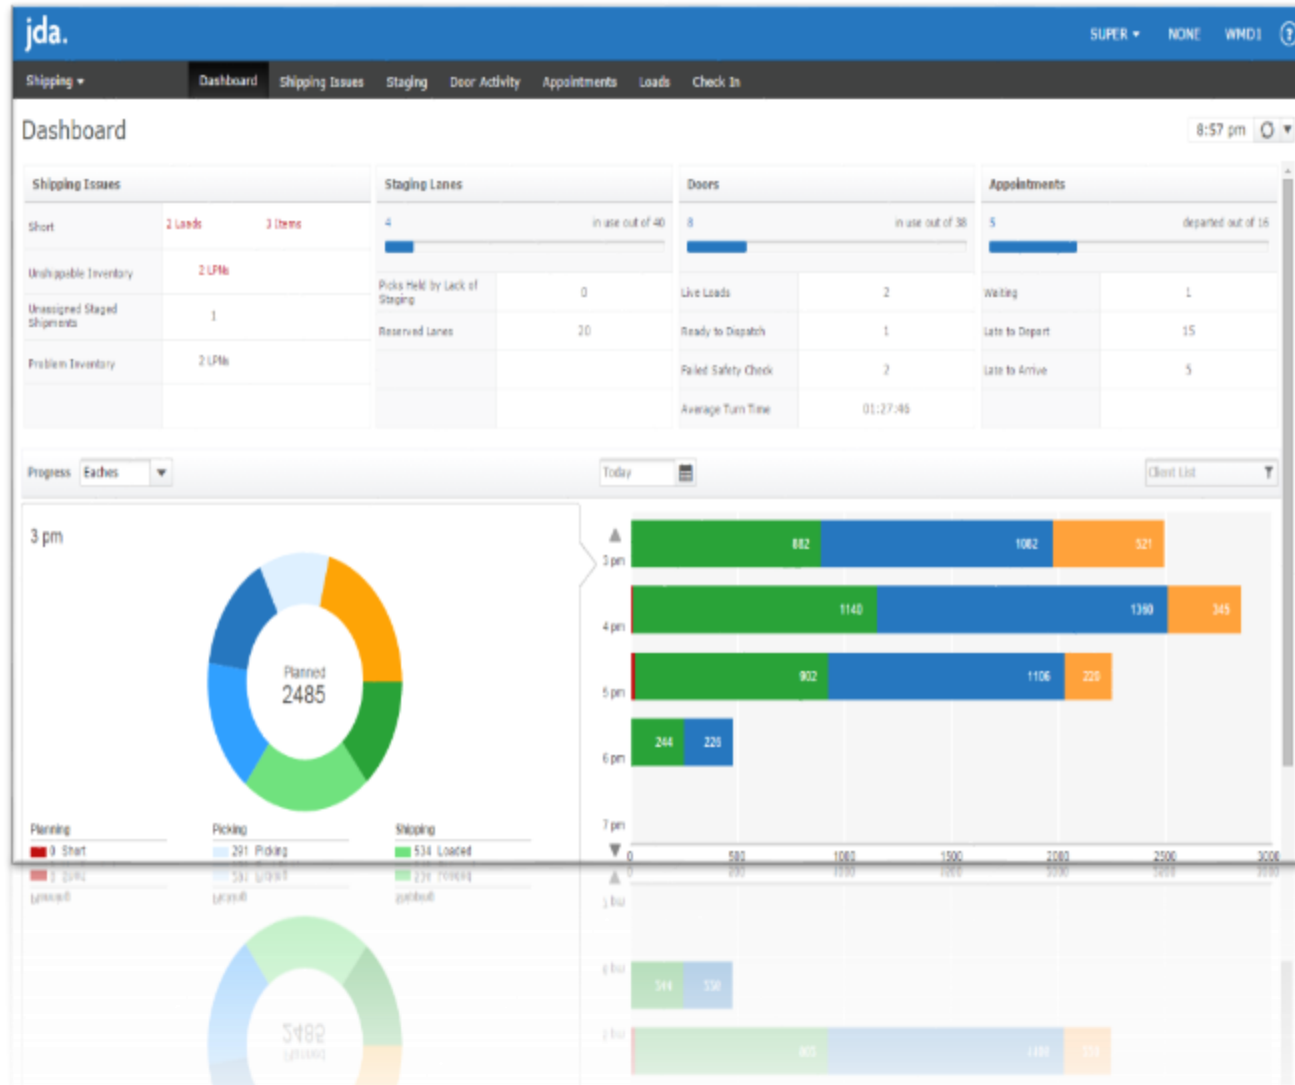 jda.
SUPER NONE WMD1 ?
Shipping Dashboard Shipping Issues Staging Door Activity Appointments Loads Check In
Dashboard
8:57 pm
Shipping Issues
Short 2 Loads 3 Items
Unshippable Inventory 2 LPNs
Unassigned Staged
Shipments 1
Problem Inventory 2 LPNs
Staging Lanes
4 in use out of 40
Picks Held by Lack of
Staging 0
Reserved Lanes 20
Doors
8 in use out of 38
Live Loads 2
Ready to Dispatch 1
Failed Safety Check 2
Average Turn Time 01:27:46
Appointments
5 departed out of 16
Waiting 1
Late to Depart 15
Late to Arrive 5
Progress Eaches
Today
Client List
3 pm
Planned
2485
Planning
0 Short
Picking
291 Picking
Shipping
534 Loaded
3 pm 882 1082 521
4 pm 1140 1360 345
5 pm 902 1106
6 pm 244 226
7 pm
0 500 1000 1500 2000 2500 3000